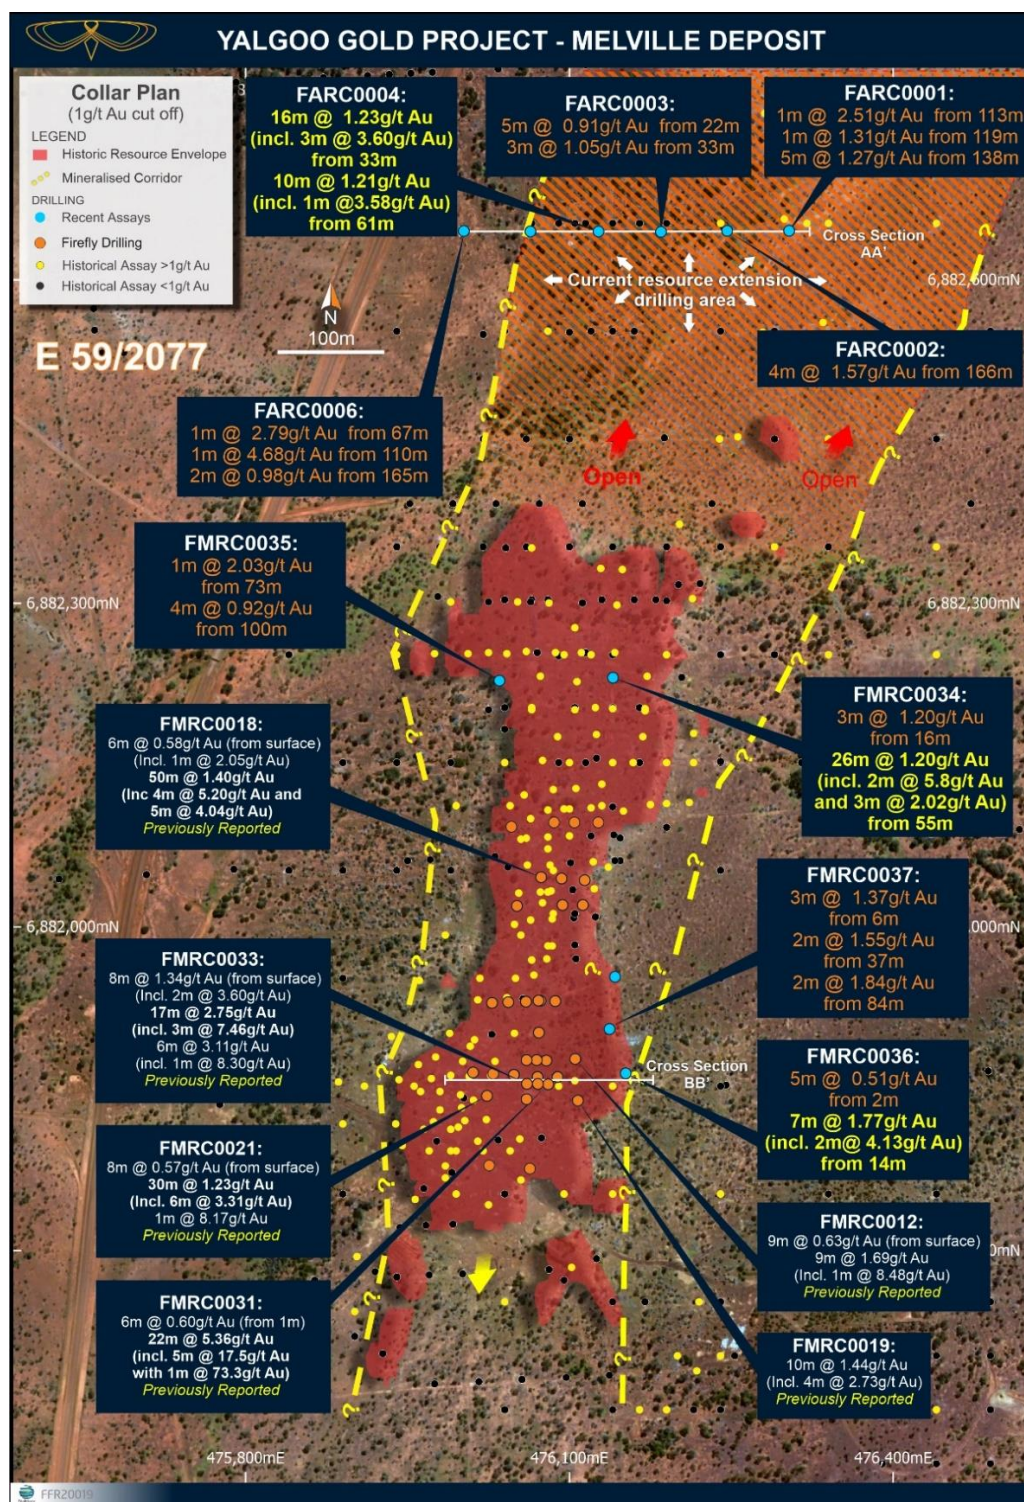 YALGOO GOLD PROJECT - MELVILLE DEPOSIT
Collar Plan
(1g/t Au cut off)
LEGEND
Historic Resource Envelope
Mineralised Corridor
DRILLING
Recent Assays
Firefly Drilling
Historical Assay >1g/t Au
Historical Assay <1g/t Au
FARC0004:
16m @ 1.23g/t Au
(incl. 3m @ 3.60g/t Au)
from 33m
10m @ 1.21g/t Au
(incl. 1m @3.58g/t Au)
from 61m
FARC0003:
5m @ 0.91g/t Au from 22m
3m @ 1.05g/t Au from 33m
FARC0001:
1m @ 2.51g/t Au from 113m
1m @ 1.31g/t Au from 119m
5m @ 1.27g/t Au from 138m
Cross Section
AA'
Current resource extension
drilling area
6,882,600mN
N
100m
E 59/2077
FARC0002:
4m @ 1.57g/t Au from 166m
FARC0006:
1m @ 2.79g/t Au from 67m
1m @ 4.68g/t Au from 110m
2m @ 0.98g/t Au from 165m
Open
Open
FMRC0035:
1m @ 2.03g/t Au
from 73m
4m @ 0.92g/t Au
from 100m
6,882,300mN
6,882,300mN
FMRC0034:
3m @ 1.20g/t Au
from 16m
26m @ 1.20g/t Au
(incl. 2m @ 5.8g/t Au
and 3m @ 2.02g/t Au)
from 55m
FMRC0018:
6m @ 0.58g/t Au (from surface)
(Incl. 1m @ 2.05g/t Au)
50m @ 1.40g/t Au
(Inc 4m @ 5.20g/t Au and
5m @ 4.04g/t Au)
Previously Reported
FMRC0037:
3m @ 1.37g/t Au
from 6m
2m @ 1.55g/t Au
from 37m
2m @ 1.84g/t Au
from 84m
6,882,000mN
000mN
FMRC0033:
8m @ 1.34g/t Au (from surface)
(Incl. 2m @ 3.60g/t Au)
17m @ 2.75g/t Au
(incl. 3m @ 7.46g/t Au)
6m @ 3.11g/t Au
(incl. 1m @ 8.30g/t Au)
Previously Reported
Cross Section
BB'
FMRC0036:
5m @ 0.51g/t Au
from 2m
7m @ 1.77g/t Au
(incl. 2m@ 4.13g/t Au)
from 14m
FMRC0021:
8m @ 0.57g/t Au (from surface)
30m @ 1.23g/t Au
(Incl. 6m @ 3.31g/t Au)
1m @ 8.17g/t Au
Previously Reported
FMRC0012:
9m @ 0.63g/t Au (from surface)
9m @ 1.69g/t Au
(Incl. 1m @ 8.48g/t Au)
Previously Reported
FMRC0031:
6m @ 0.60g/t Au (from 1m)
22m @ 5.36g/t Au
(incl. 5m @ 17.5g/t Au
with 1m @ 73.3g/t Au)
Previously Reported
FMRC0019:
10m @ 1.44g/t Au
(Incl. 4m @ 2.73g/t Au)
Previously Reported
475,800mE
476,100mE
476,400mE
FFR20019